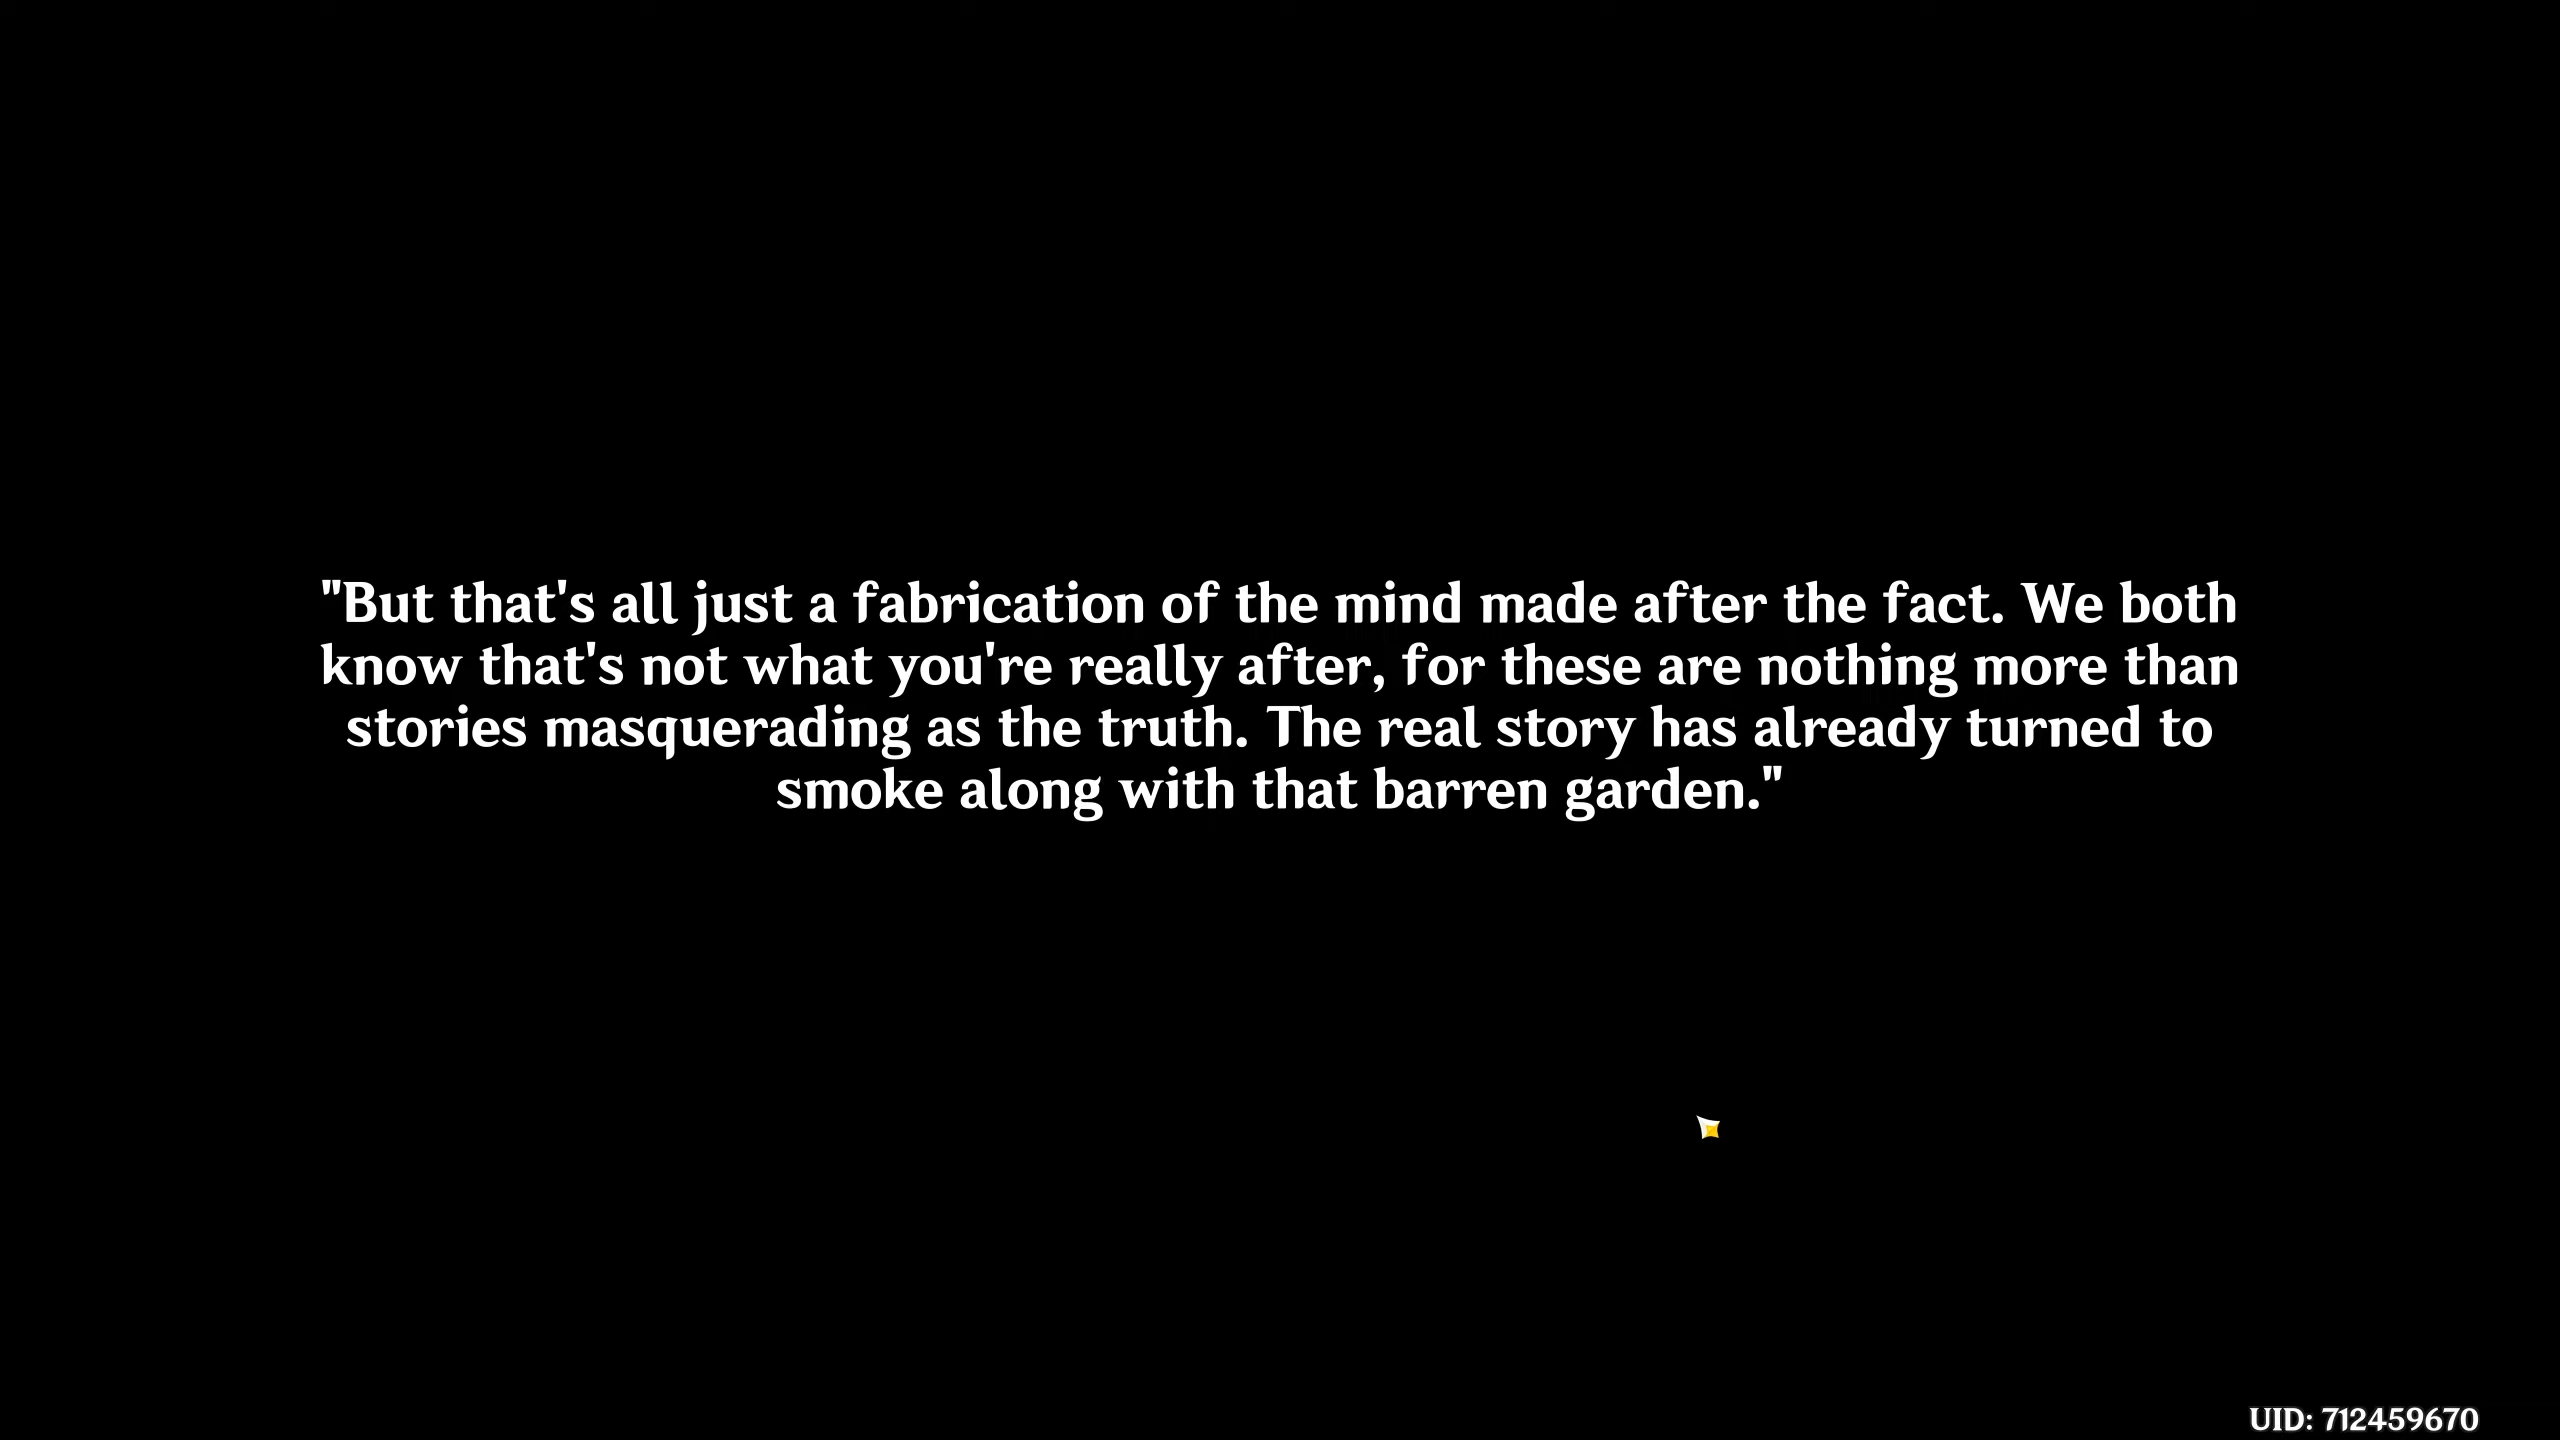 "But that's all just a fabrication of the mind made after the fact. We both
know that's not what you're really after, for these are nothing more than
stories masquerading as the truth. The real story has already turned to
smoke along with that barren garden."
UID: 712459670